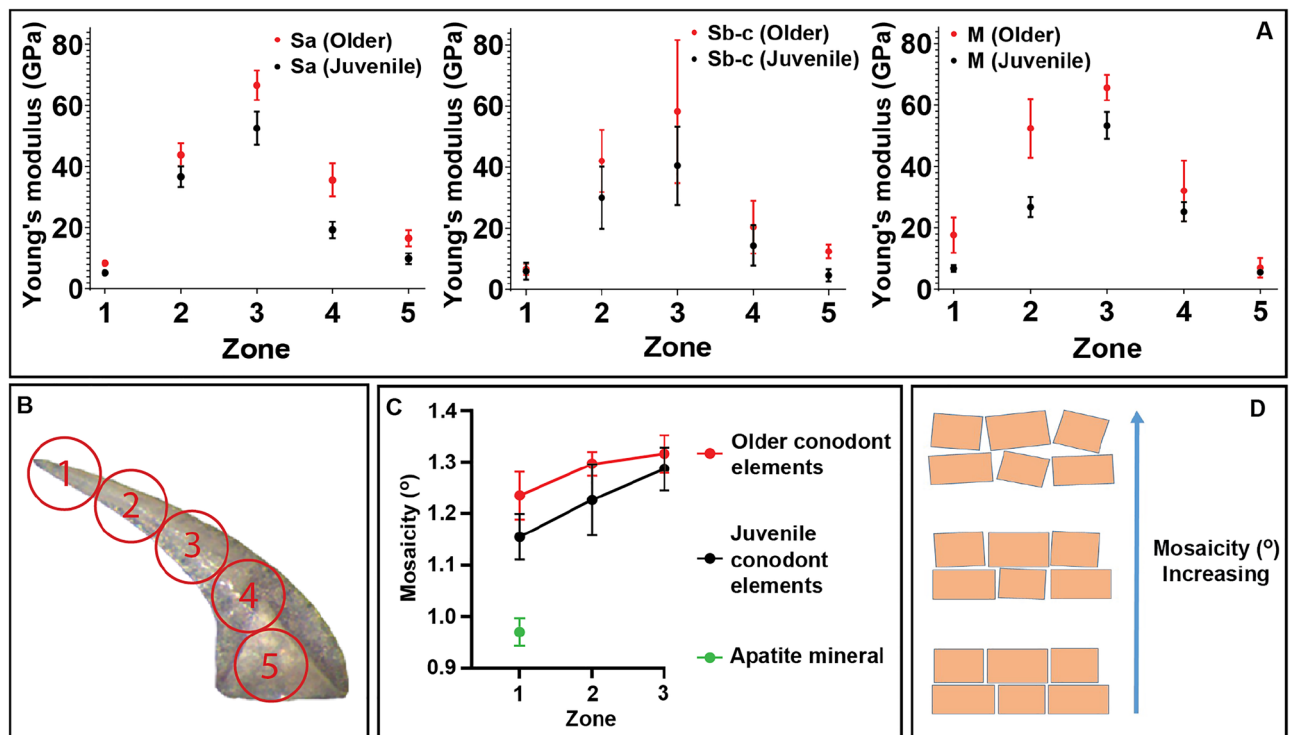 A
Young's modulus (GPa)
80
60
40
20
0
Sa (Older)
Sa (Juvenile)
1 2 3 4 5
Zone
Young's modulus (GPa)
80
60
40
20
0
Sb-c (Older)
Sb-c (Juvenile)
1 2 3 4 5
Zone
Young's modulus (GPa)
80
60
40
20
0
M (Older)
M (Juvenile)
1 2 3 4 5
Zone
B
1
2
3
4
5
C
Mosaicity (º)
1.4
1.3
1.2
1.1
1.0
0.9
1 2 3
Zone
Older conodont
elements
Juvenile
conodont
elements
Apatite mineral
D
Mosaicity (º)
Increasing